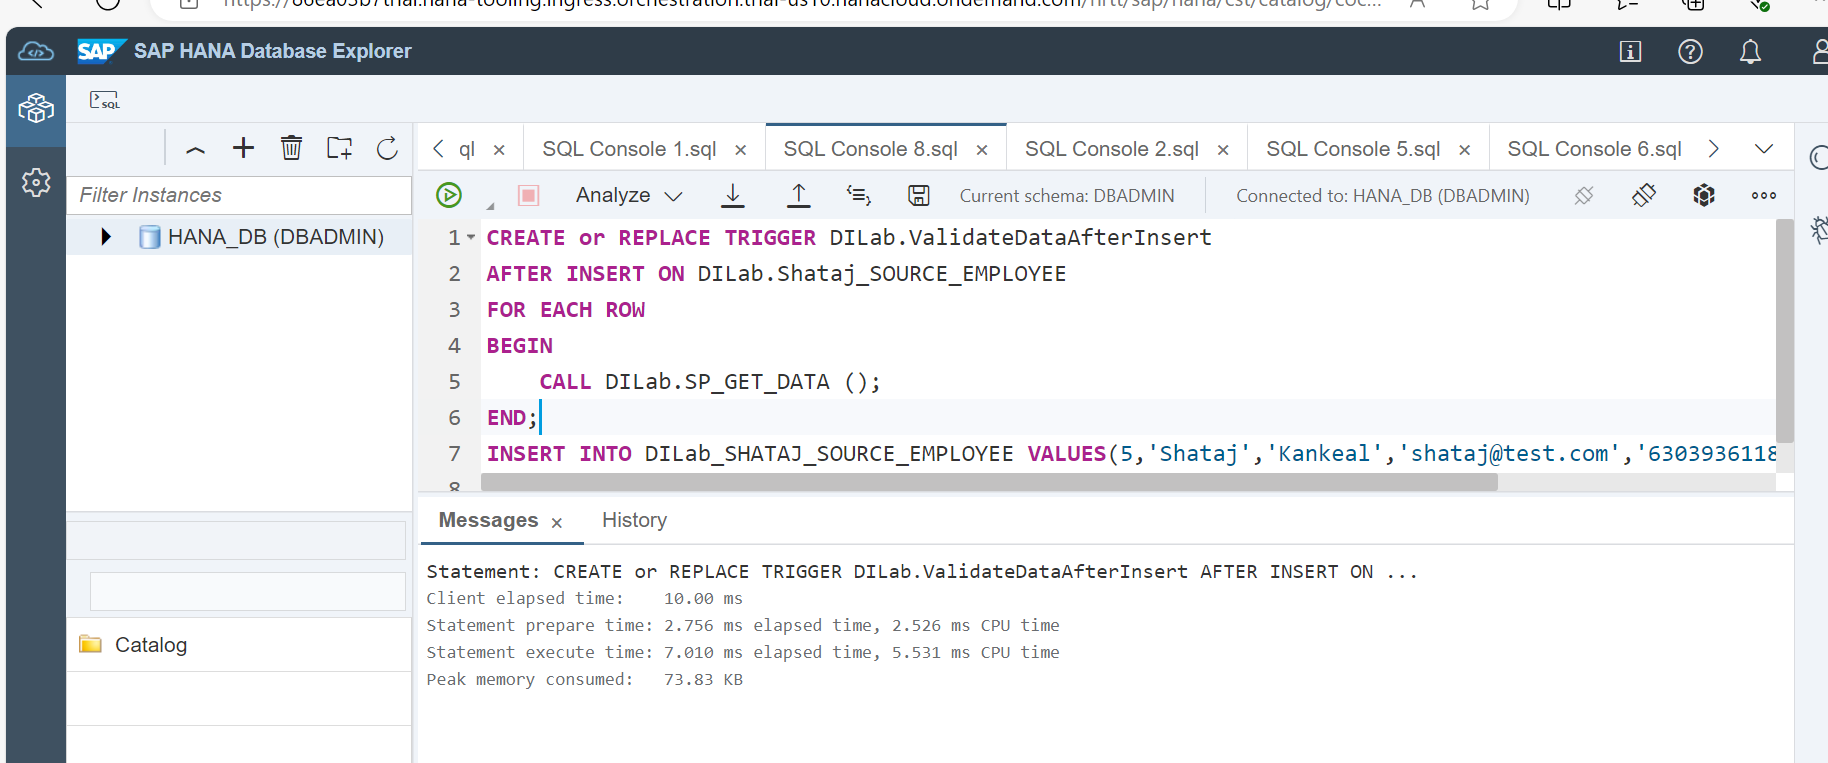 SAP SAP HANA Database Explorer
SQL
ql × SQL Console 1.sql × SQL Console 8.sql × SQL Console 2.sql × SQL Console 5.sql × SQL Console 6.sql
Filter Instances
Analyze Current schema: DBADMIN Connected to: HANA_DB (DBADMIN)
HANA_DB (DBADMIN)
1 CREATE or REPLACE TRIGGER DILab.ValidateDataAfterInsert
2 AFTER INSERT ON DILab.Shataj_SOURCE_EMPLOYEE
3 FOR EACH ROW
4 BEGIN
5 CALL DILab.SP_GET_DATA ();
6 END;
7 INSERT INTO DILab_SHATAJ_SOURCE_EMPLOYEE VALUES(5,'Shataj','Kankeal','shataj@test.com','6303936118
8
Messages × History
Statement: CREATE or REPLACE TRIGGER DILab.ValidateDataAfterInsert AFTER INSERT ON ...
Client elapsed time: 10.00 ms
Statement prepare time: 2.756 ms elapsed time, 2.526 ms CPU time
Statement execute time: 7.010 ms elapsed time, 5.531 ms CPU time
Peak memory consumed: 73.83 KB
Catalog